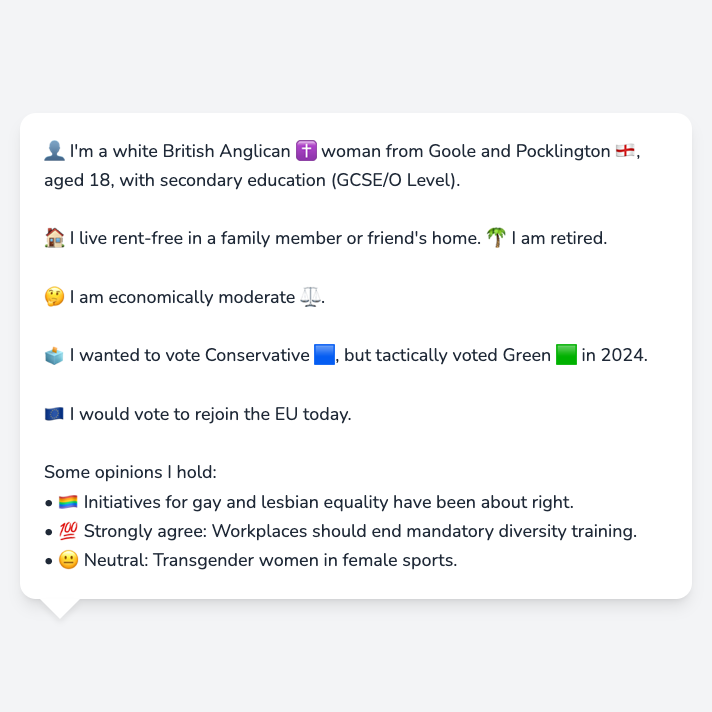 👤 I'm a white British Anglican ✝️ woman from Goole and Pocklington 🏴󠁧󠁢󠁥󠁮󠁧󠁿,
aged 18, with secondary education (GCSE/O Level).
🏠 I live rent-free in a family member or friend's home. 🌴 I am retired.
🤔 I am economically moderate ⚖️.
🗳️ I wanted to vote Conservative 🟦, but tactically voted Green 🟩 in 2024.
🇪🇺 I would vote to rejoin the EU today.
Some opinions I hold:
• 🏳️‍🌈 Initiatives for gay and lesbian equality have been about right.
• 💯 Strongly agree: Workplaces should end mandatory diversity training.
• 😐 Neutral: Transgender women in female sports.